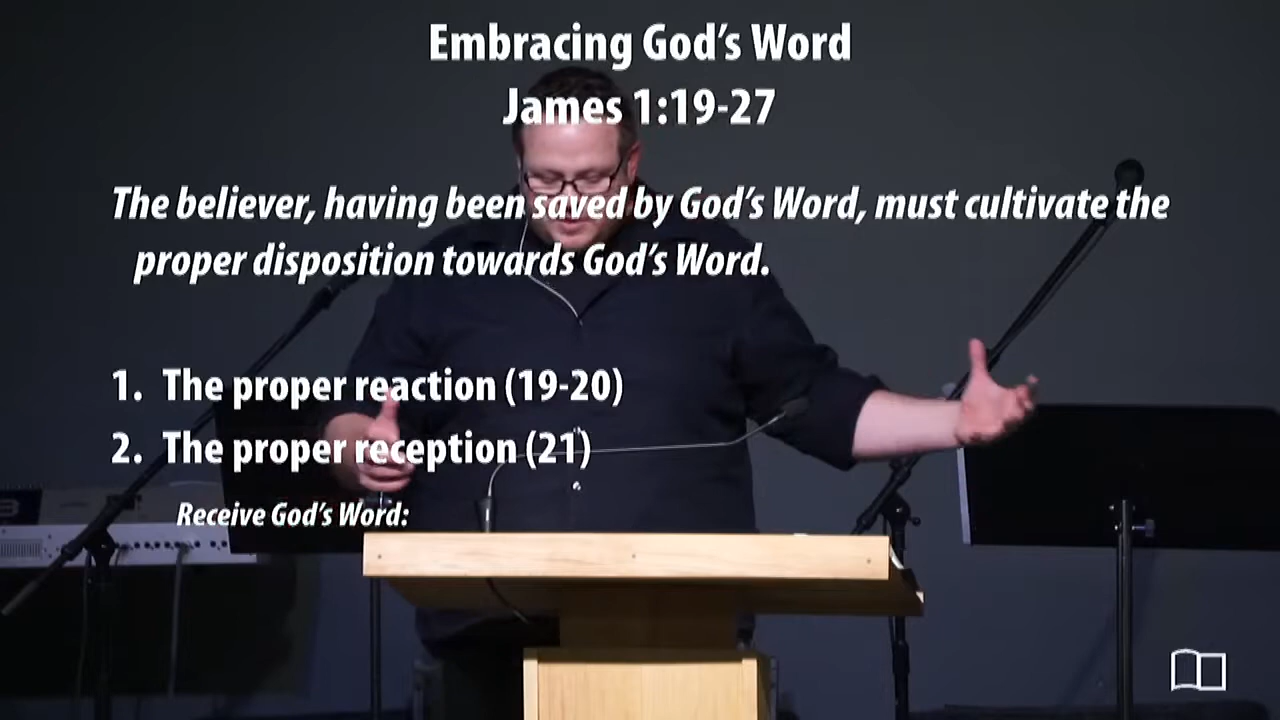 Embracing God's Word
James 1:19-27
The believer, having been saved by God's Word, must cultivate the
proper disposition towards God's Word.
1. The proper reaction (19-20)
2. The proper reception (21)
Receive God's Word: